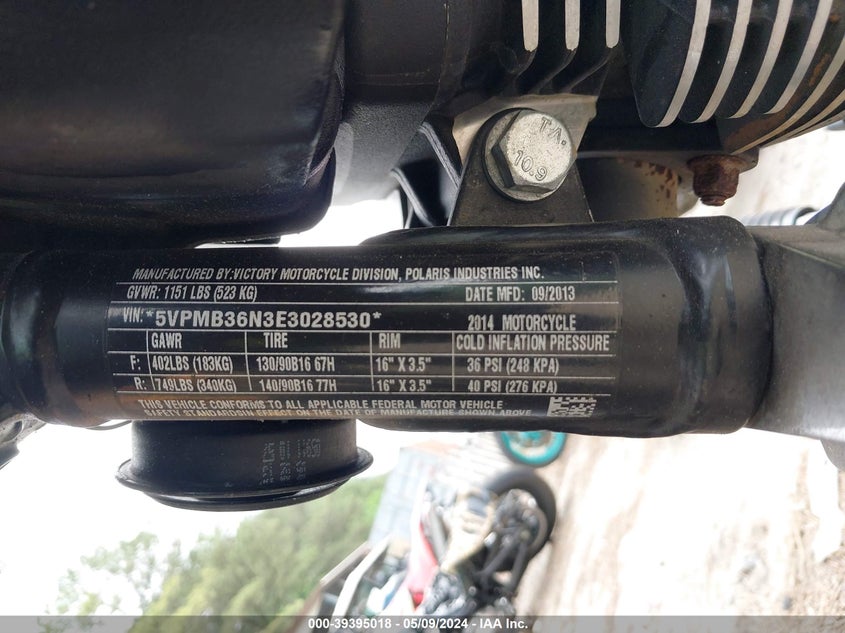 T.A.
10.9
MANUFACTURED BY:VICTORY MOTORCYCLE DIVISION, POLARIS INDUSTRIES INC.
GVWR: 1151 LBS (523 KG) DATE MFD: 09/2013
VIN: *5VPMB36N3E3028530* 2014 MOTORCYCLE
GAWR TIRE RIM COLD INFLATION PRESSURE
F: 402LBS (183KG) 130/90B16 67H 16" X 3.5" 36 PSI (248 KPA)
R: 749LBS (340KG) 140/90B16 77H 16" X 3.5" 40 PSI (276 KPA)
THIS VEHICLE CONFORMS TO ALL APPLICABLE FEDERAL MOTOR VEHICLE
SAFETY STANDARDS IN EFFECT ON THE DATE OF MANUFACTURE SHOWN ABOVE
000-39395018 - 05/09/2024 - IAA Inc.